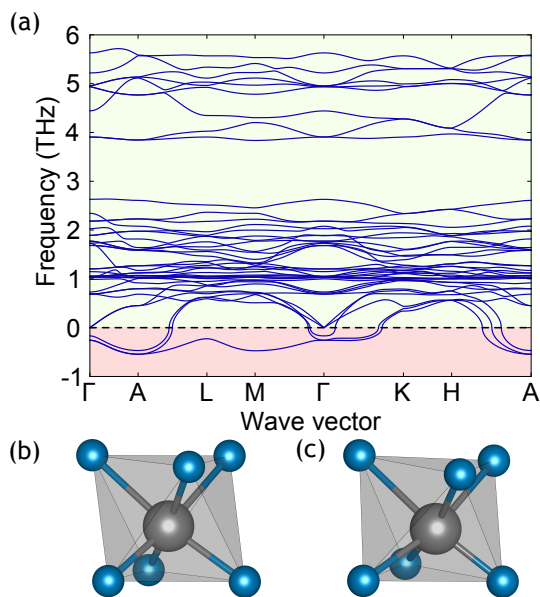 (a)
6
5
4
3
2
1
0
-1
Frequency (THz)
Γ A L M Γ K H A
Wave vector
(b) (c)